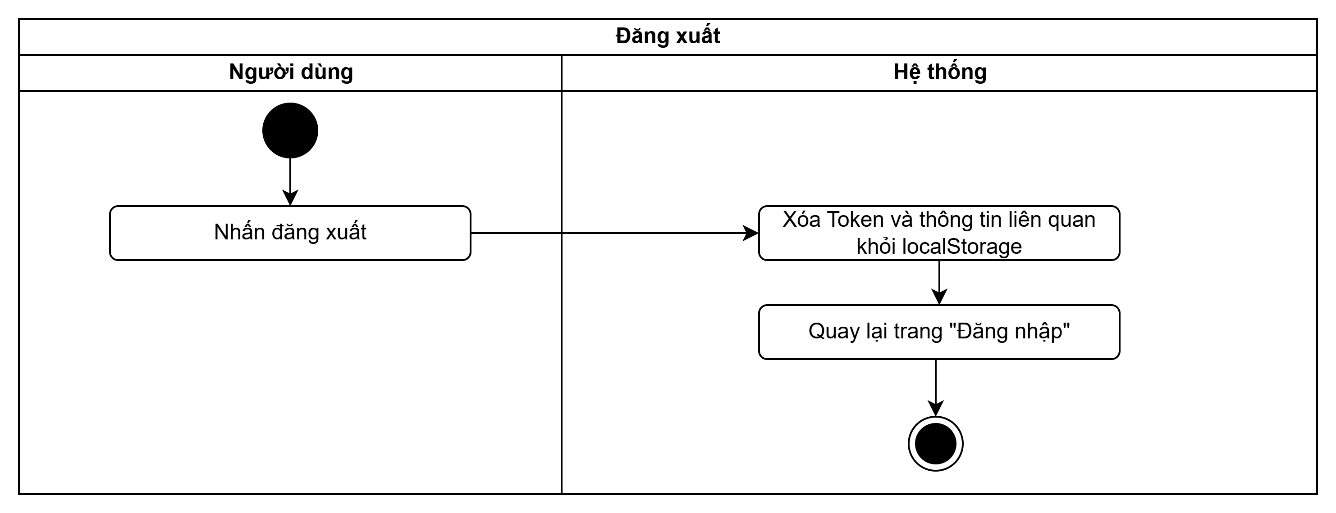 Đăng xuất
Người dùng
Hệ thống
Nhấn đăng xuất
Xóa Token và thông tin liên quan
khỏi localStorage
Quay lại trang "Đăng nhập"